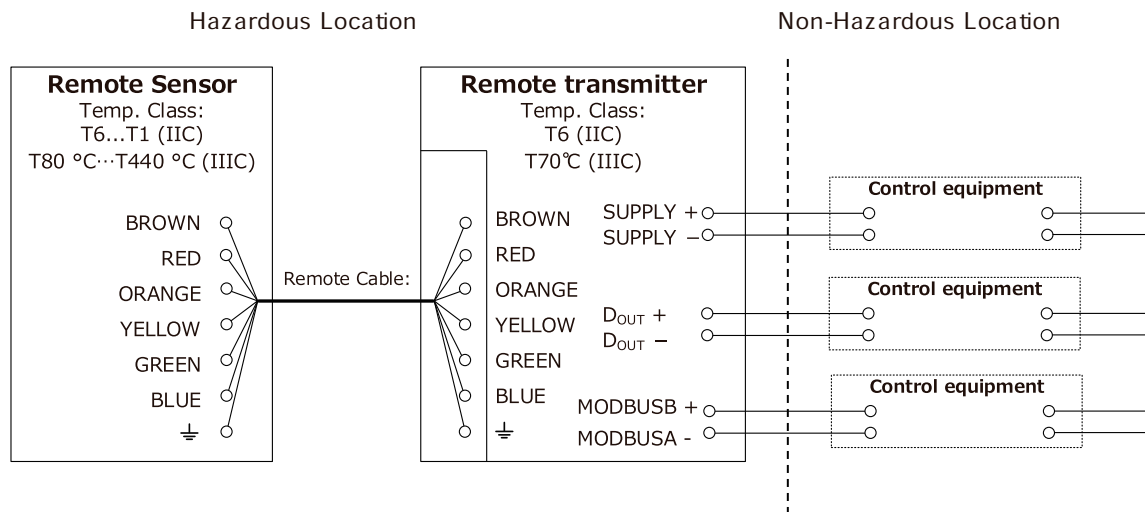 Hazardous Location
Non-Hazardous Location
Remote Sensor
Temp. Class:
T6...T1 (IIC)
T80 °C⋯T440 °C (IIIC)
BROWN
RED
ORANGE
YELLOW
GREEN
BLUE
Remote Cable:
Remote transmitter
Temp. Class:
T6 (IIC)
T70℃ (IIIC)
BROWN
RED
ORANGE
YELLOW
GREEN
BLUE
SUPPLY +
SUPPLY −
DOUT +
DOUT −
MODBUSB +
MODBUSA -
Control equipment
Control equipment
Control equipment